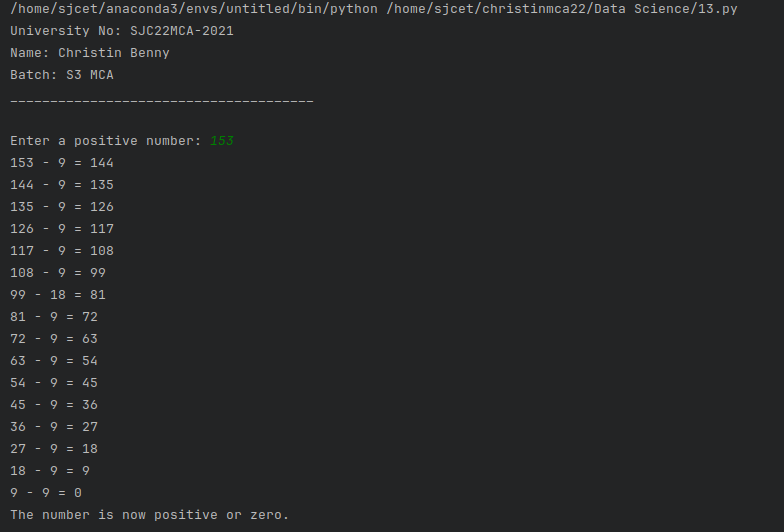 /home/sjcet/anaconda3/envs/untitled/bin/python /home/sjcet/christinmca22/Data Science/13.py
University No: SJC22MCA-2021
Name: Christin Benny
Batch: S3 MCA
______________________________________
Enter a positive number: 153
153 - 9 = 144
144 - 9 = 135
135 - 9 = 126
126 - 9 = 117
117 - 9 = 108
108 - 9 = 99
99 - 18 = 81
81 - 9 = 72
72 - 9 = 63
63 - 9 = 54
54 - 9 = 45
45 - 9 = 36
36 - 9 = 27
27 - 9 = 18
18 - 9 = 9
9 - 9 = 0
The number is now positive or zero.